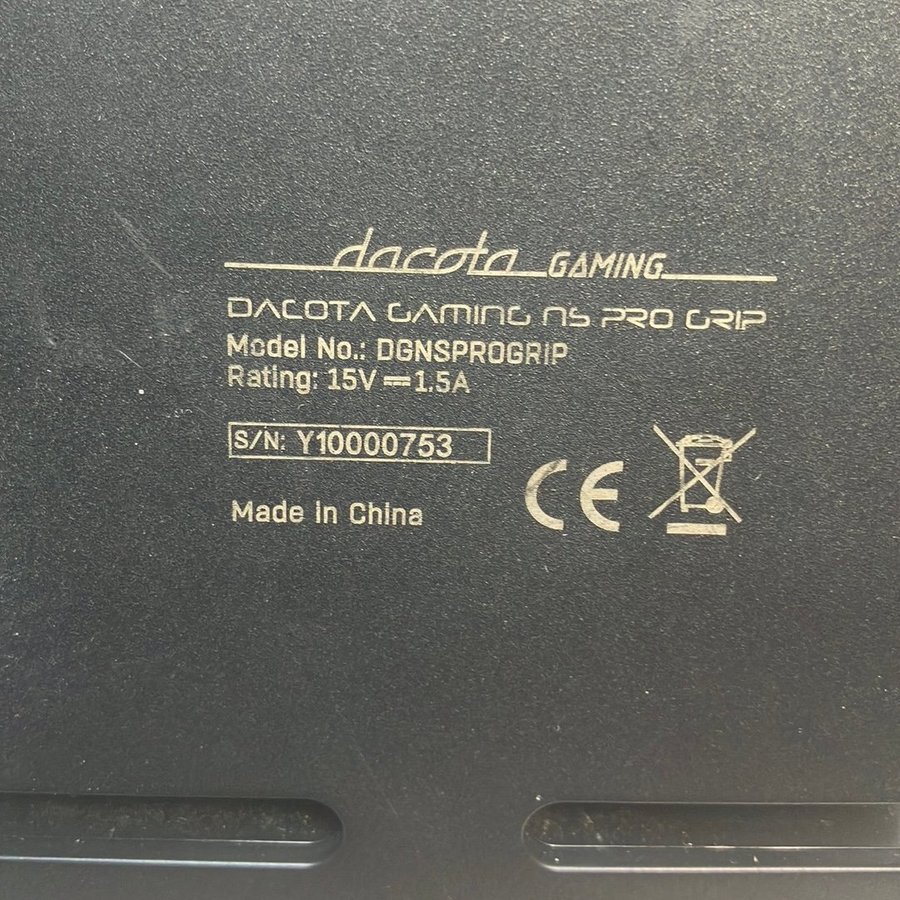 dacota GAMING
DACOTA GAMING NS PRO GRIP
Model No.: DGNSPROGRIP
Rating: 15V⎓1.5A
S/N: Y10000753
Made in China
CE